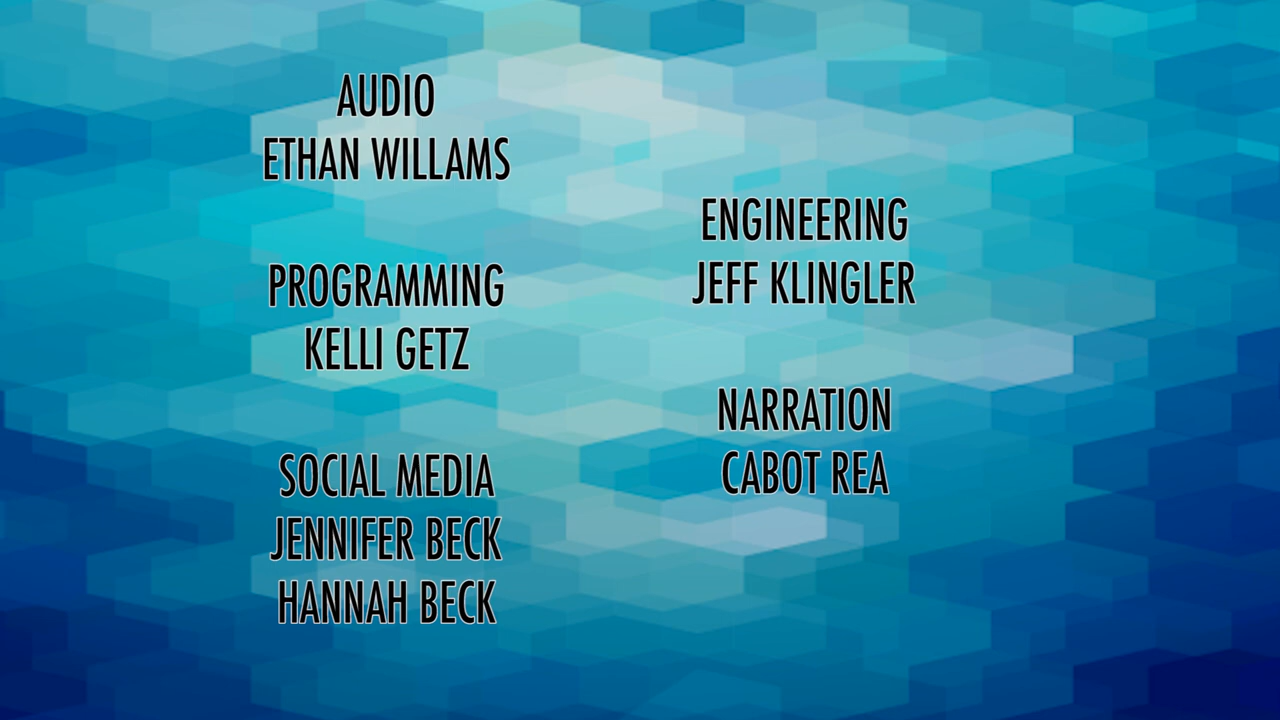 AUDIO
ETHAN WILLAMS
PROGRAMMING
KELLI GETZ
SOCIAL MEDIA
JENNIFER BECK
HANNAH BECK
ENGINEERING
JEFF KLINGLER
NARRATION
CABOT REA